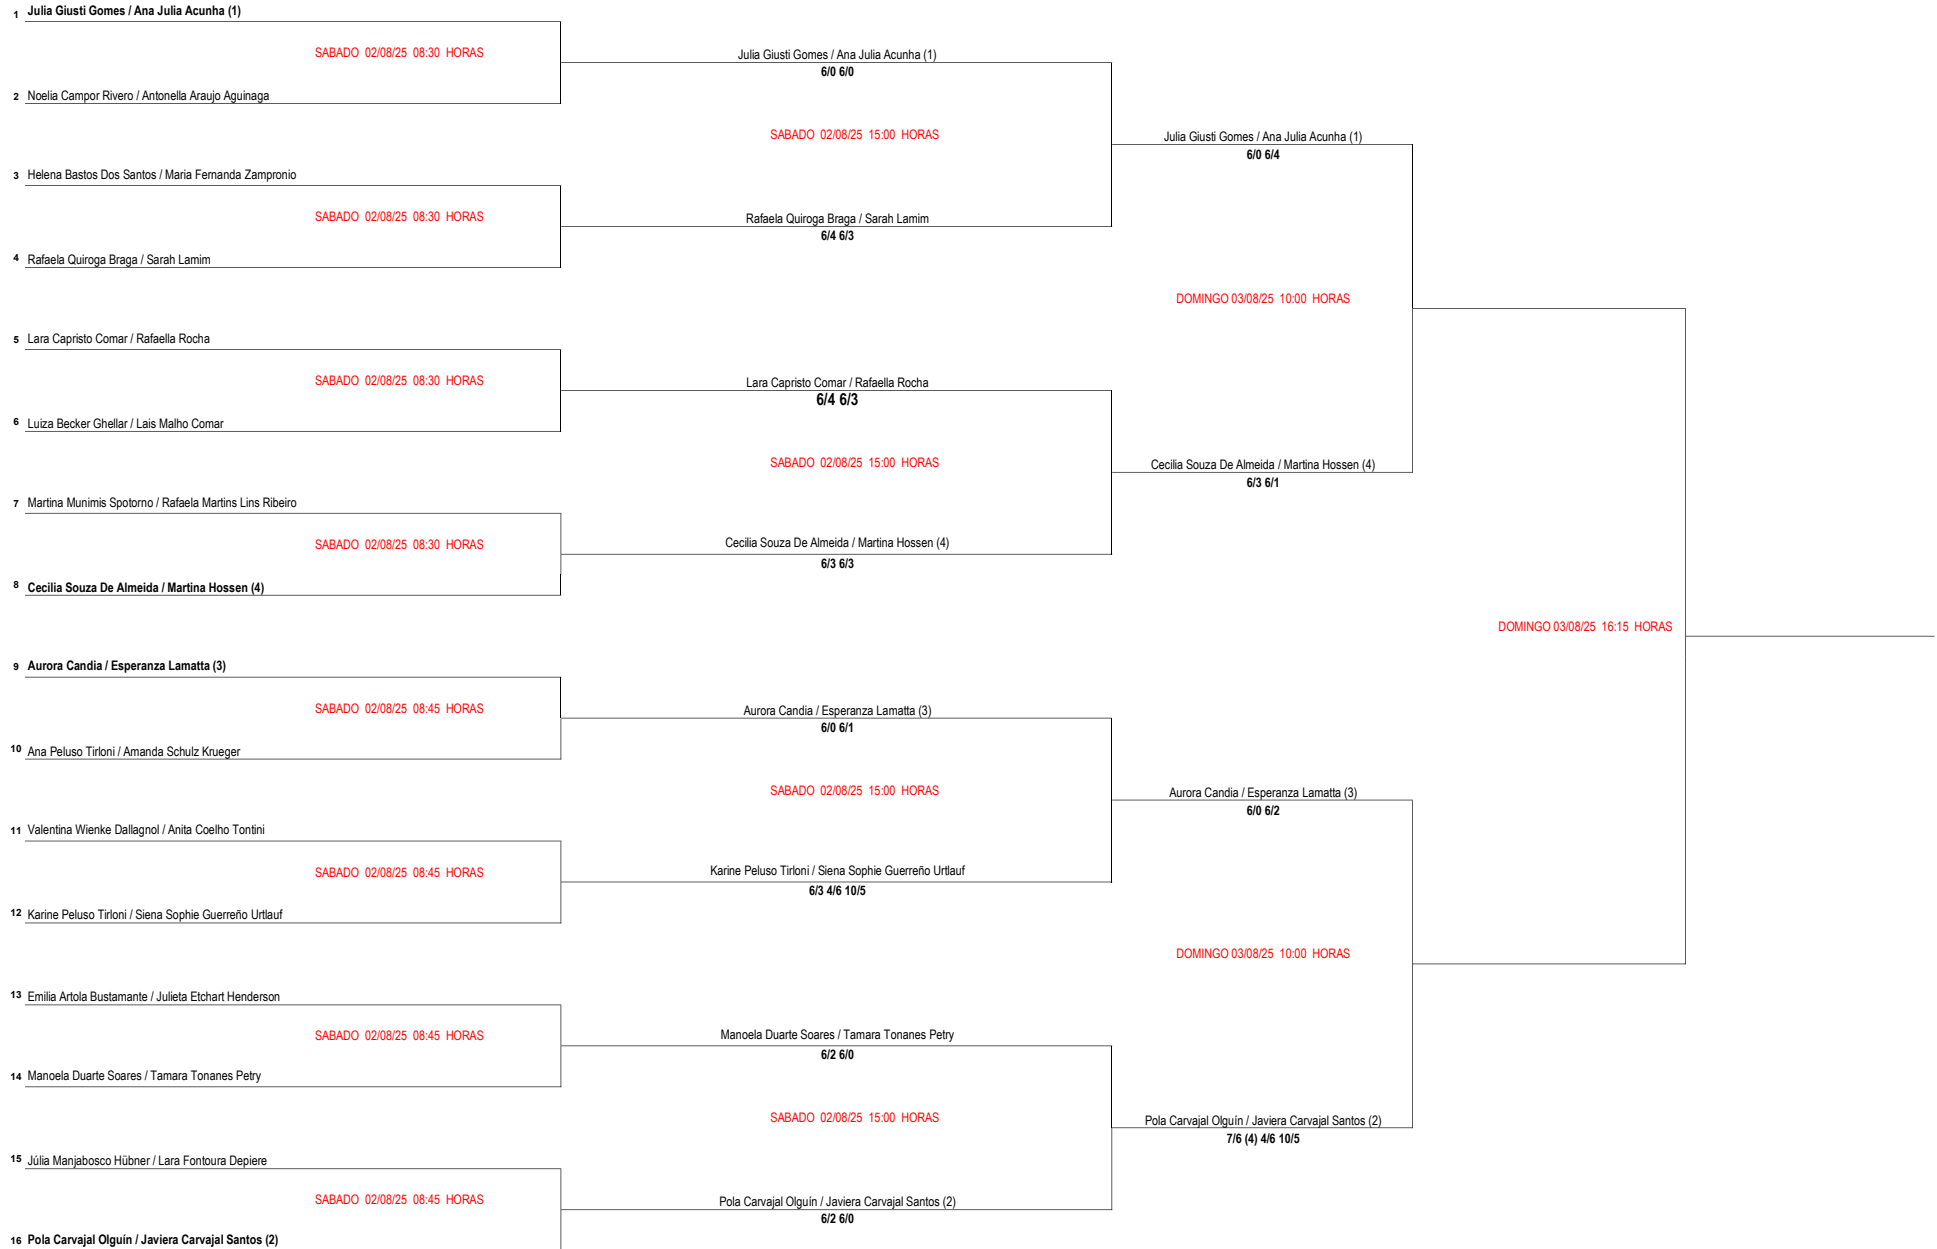 1 Julia Giusti Gomes / Ana Julia Acunha (1)
SABADO 02/08/25 08:30 HORAS
Julia Giusti Gomes / Ana Julia Acunha (1)
6/0 6/0
2 Noelia Campor Rivero / Antonella Araujo Aguinaga
SABADO 02/08/25 15:00 HORAS
Julia Giusti Gomes / Ana Julia Acunha (1)
6/0 6/4
3 Helena Bastos Dos Santos / Maria Fernanda Zampronio
SABADO 02/08/25 08:30 HORAS
Rafaela Quiroga Braga / Sarah Lamim
6/4 6/3
4 Rafaela Quiroga Braga / Sarah Lamim
DOMINGO 03/08/25 10:00 HORAS
5 Lara Capristo Comar / Rafaella Rocha
SABADO 02/08/25 08:30 HORAS
Lara Capristo Comar / Rafaella Rocha
6/4 6/3
6 Luiza Becker Ghellar / Lais Malho Comar
SABADO 02/08/25 15:00 HORAS
Cecilia Souza De Almeida / Martina Hossen (4)
6/3 6/1
7 Martina Munimis Spotorno / Rafaela Martins Lins Ribeiro
SABADO 02/08/25 08:30 HORAS
Cecilia Souza De Almeida / Martina Hossen (4)
6/3 6/3
8 Cecilia Souza De Almeida / Martina Hossen (4)
DOMINGO 03/08/25 16:15 HORAS
9 Aurora Candia / Esperanza Lamatta (3)
SABADO 02/08/25 08:45 HORAS
Aurora Candia / Esperanza Lamatta (3)
6/0 6/1
10 Ana Peluso Tirloni / Amanda Schulz Krueger
SABADO 02/08/25 15:00 HORAS
Aurora Candia / Esperanza Lamatta (3)
6/0 6/2
11 Valentina Wienke Dallagnol / Anita Coelho Tontini
SABADO 02/08/25 08:45 HORAS
Karine Peluso Tirloni / Siena Sophie Guerreño Urtlauf
6/3 4/6 10/5
12 Karine Peluso Tirloni / Siena Sophie Guerreño Urtlauf
DOMINGO 03/08/25 10:00 HORAS
13 Emilia Artola Bustamante / Julieta Etchart Henderson
SABADO 02/08/25 08:45 HORAS
Manoela Duarte Soares / Tamara Tonanes Petry
6/2 6/0
14 Manoela Duarte Soares / Tamara Tonanes Petry
SABADO 02/08/25 15:00 HORAS
Pola Carvajal Olguín / Javiera Carvajal Santos (2)
7/6 (4) 4/6 10/5
15 Júlia Manjabosco Hübner / Lara Fontoura Depiere
SABADO 02/08/25 08:45 HORAS
Pola Carvajal Olguín / Javiera Carvajal Santos (2)
6/2 6/0
16 Pola Carvajal Olguín / Javiera Carvajal Santos (2)